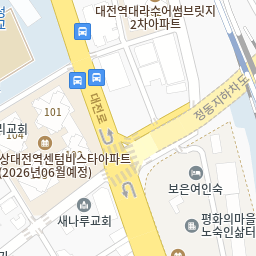 대전역대라수어썸브릿지
2차아파트
성
교
대전로
정동지하차도
101
104
리교회
상대전역센텀비스타아파트
(2026년06월예정)
보은여인숙
새나루교회
평화의마을
노숙인쉼터